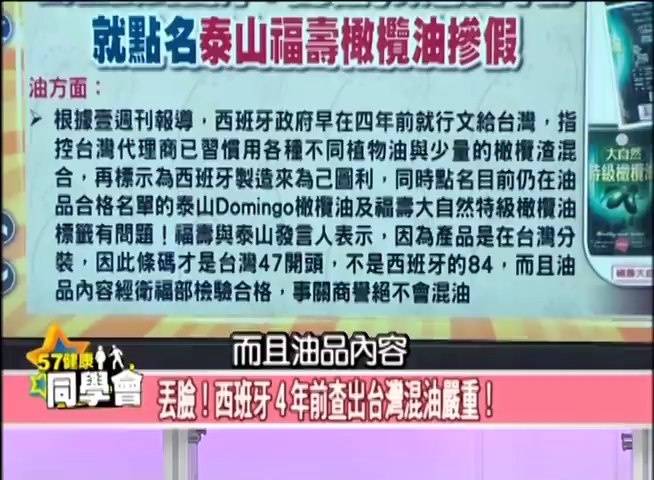 就點名泰山福壽橄欖油摻假
油方面：
➢ 根據壹週刊報導，西班牙政府早在四年前就行文給台灣，指
控台灣代理商已習慣用各種不同植物油與少量的橄欖渣混
合，再標示為西班牙製造來為己圖利，同時點名目前仍在油
品合格名單的泰山Domingo橄欖油及福壽大自然特級橄欖油
標籤有問題！福壽與泰山發言人表示，因為產品是在台灣分
裝，因此條碼才是台灣47開頭，不是西班牙的84，而且油
品內容經衛福部檢驗合格，事關商譽絕不會混油
大自然
特級橄欖油
福壽大自
而且油品內容
57健康
同學會
丟臉！西班牙4年前查出台灣混油嚴重！